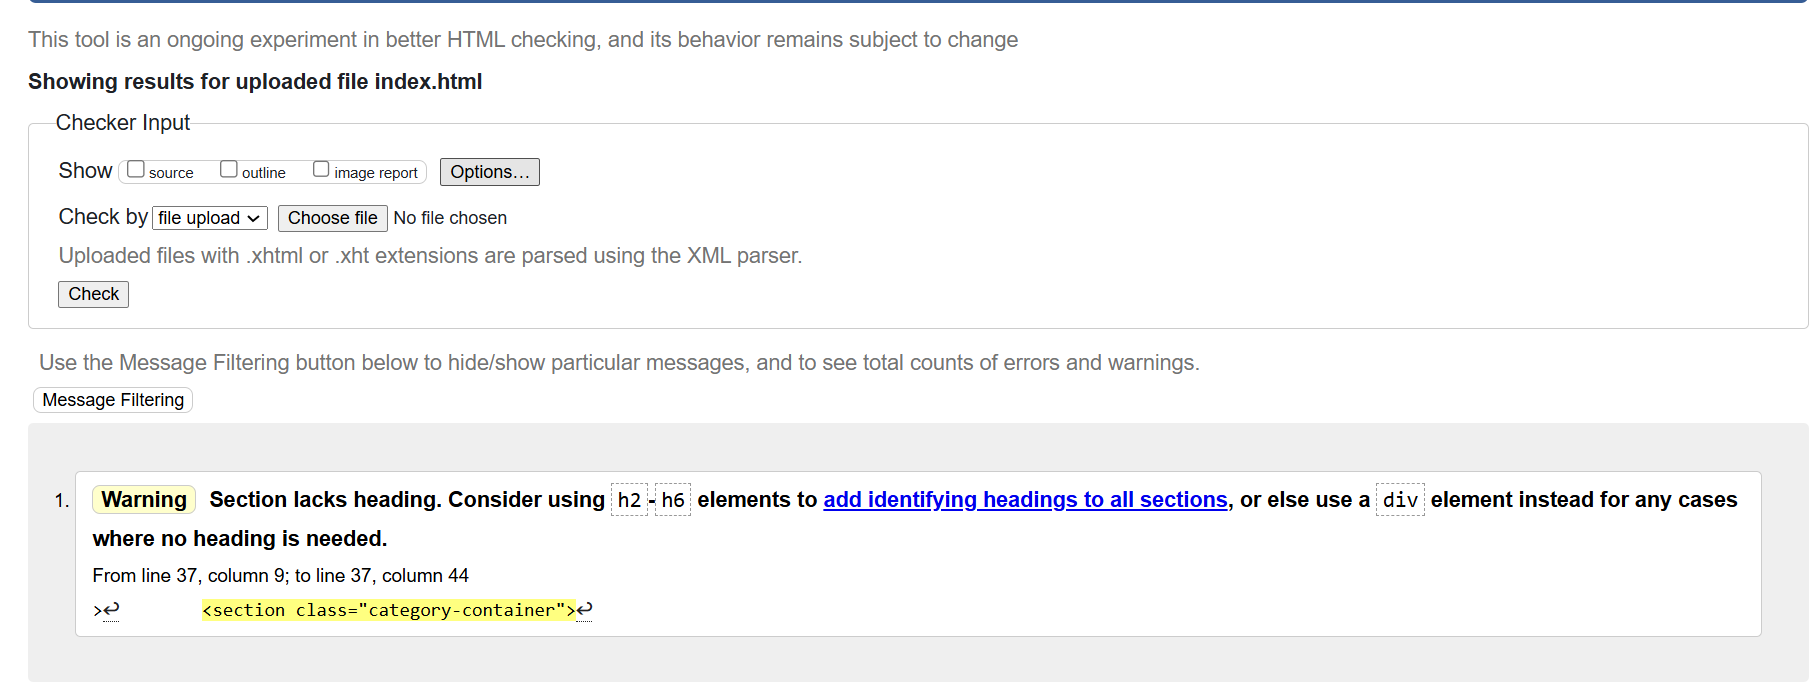 This tool is an ongoing experiment in better HTML checking, and its behavior remains subject to change
Showing results for uploaded file index.html
Checker Input
Show source outline image report Options...
Check by file upload Choose file No file chosen
Uploaded files with .xhtml or .xht extensions are parsed using the XML parser.
Check
Use the Message Filtering button below to hide/show particular messages, and to see total counts of errors and warnings.
Message Filtering
1. Warning Section lacks heading. Consider using h2-h6 elements to add identifying headings to all sections, or else use a div element instead for any cases
where no heading is needed.
From line 37, column 9; to line 37, column 44
>↩ <section class="category-container">↩